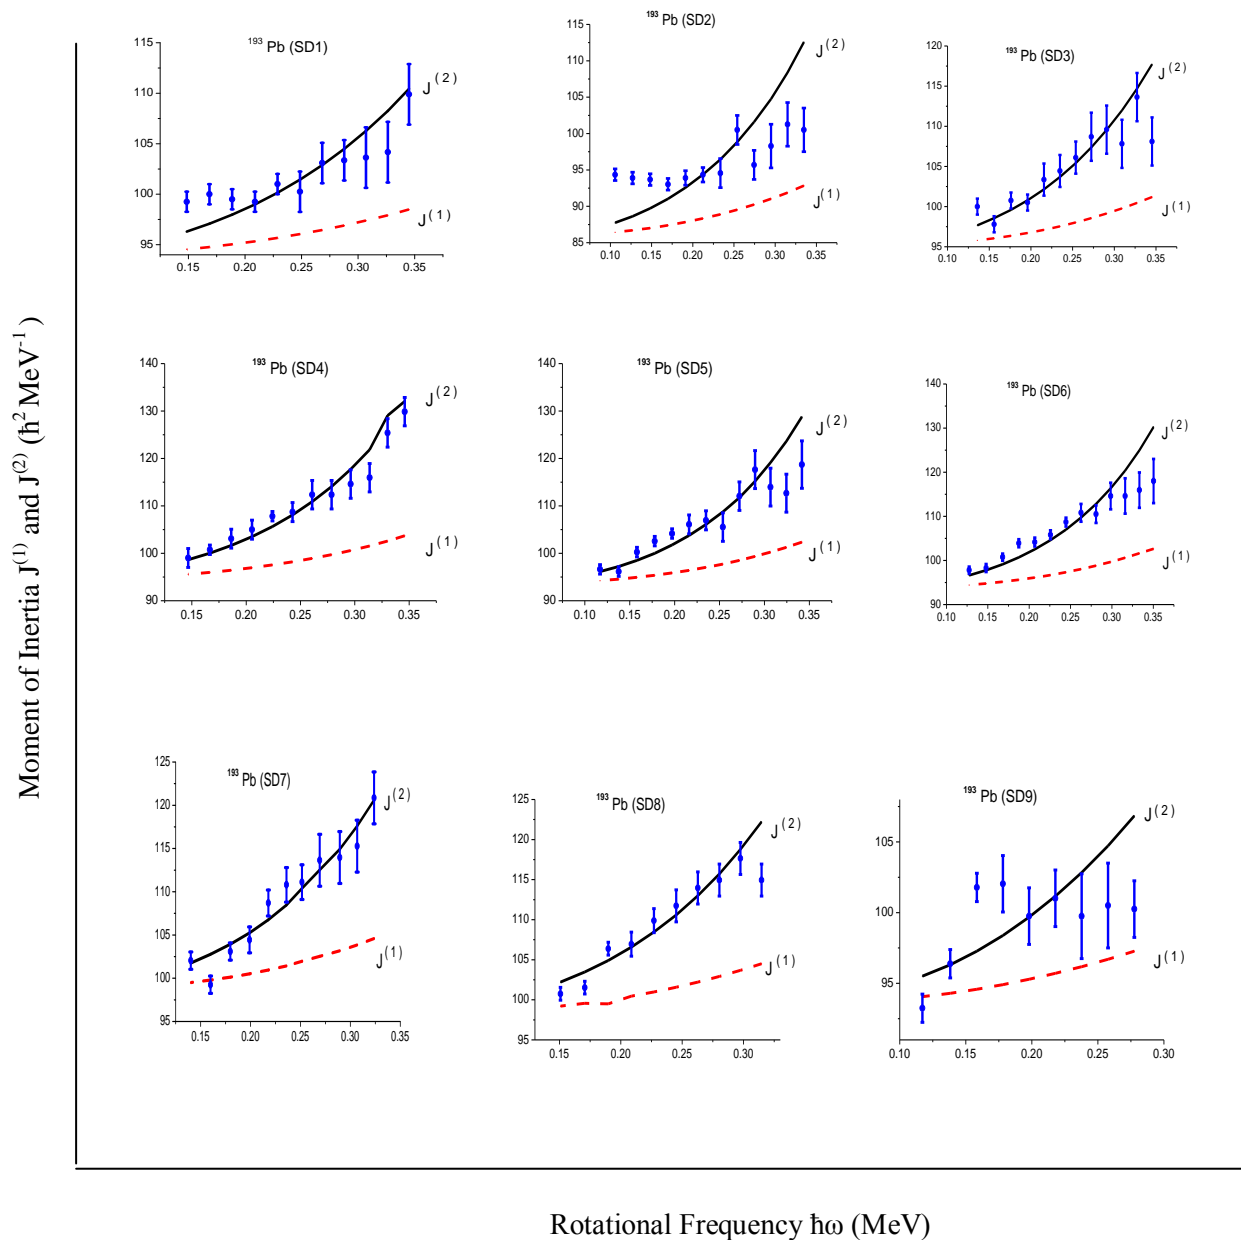 Moment of Inertia J(1) and J(2) (ħ2 MeV-1)
193 Pb (SD1)
115
110
105
100
95
0.15 0.20 0.25 0.30 0.35
J(2)
J(1)
193 Pb (SD2)
115
110
105
100
95
90
85
0.10 0.15 0.20 0.25 0.30 0.35
J(2)
J(1)
193 Pb (SD3)
120
115
110
105
100
95
0.10 0.15 0.20 0.25 0.30 0.35
J(2)
J(1)
193 Pb (SD4)
140
130
120
110
100
90
0.15 0.20 0.25 0.30 0.35
J(2)
J(1)
193 Pb (SD5)
140
130
120
110
100
90
0.10 0.15 0.20 0.25 0.30 0.35
J(2)
J(1)
193 Pb (SD6)
140
130
120
110
100
90
0.10 0.15 0.20 0.25 0.30 0.35
J(2)
J(1)
193 Pb (SD7)
125
120
115
110
105
100
95
0.15 0.20 0.25 0.30 0.35
J(2)
J(1)
193 Pb (SD8)
125
120
115
110
105
100
95
0.15 0.20 0.25 0.30
J(2)
J(1)
193 Pb (SD9)
105
100
95
0.10 0.15 0.20 0.25 0.30
J(2)
J(1)
Rotational Frequency ħω (MeV)